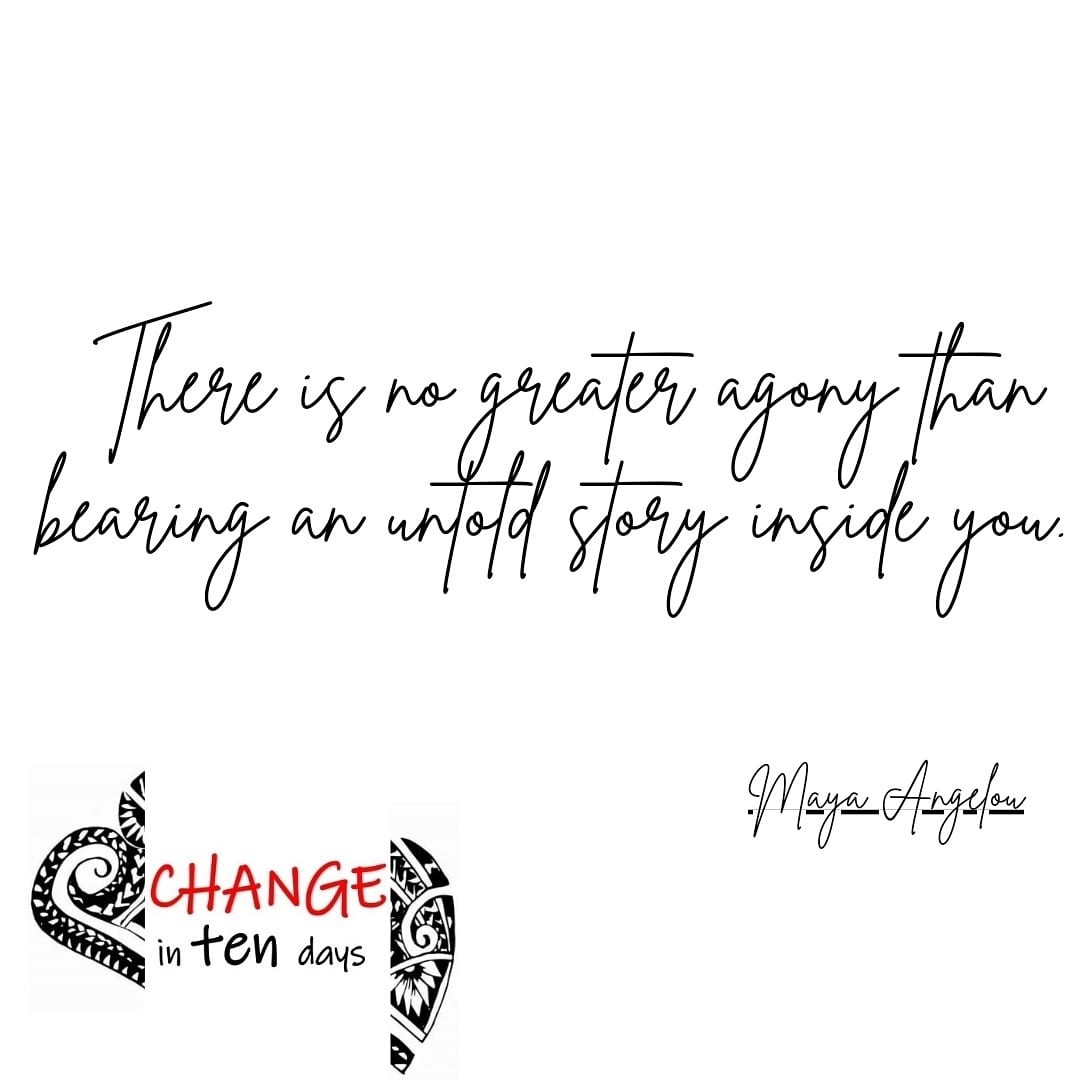 There is no greater agony than
bearing an untold story inside you.
Maya Angelou
CHANGE
in ten days